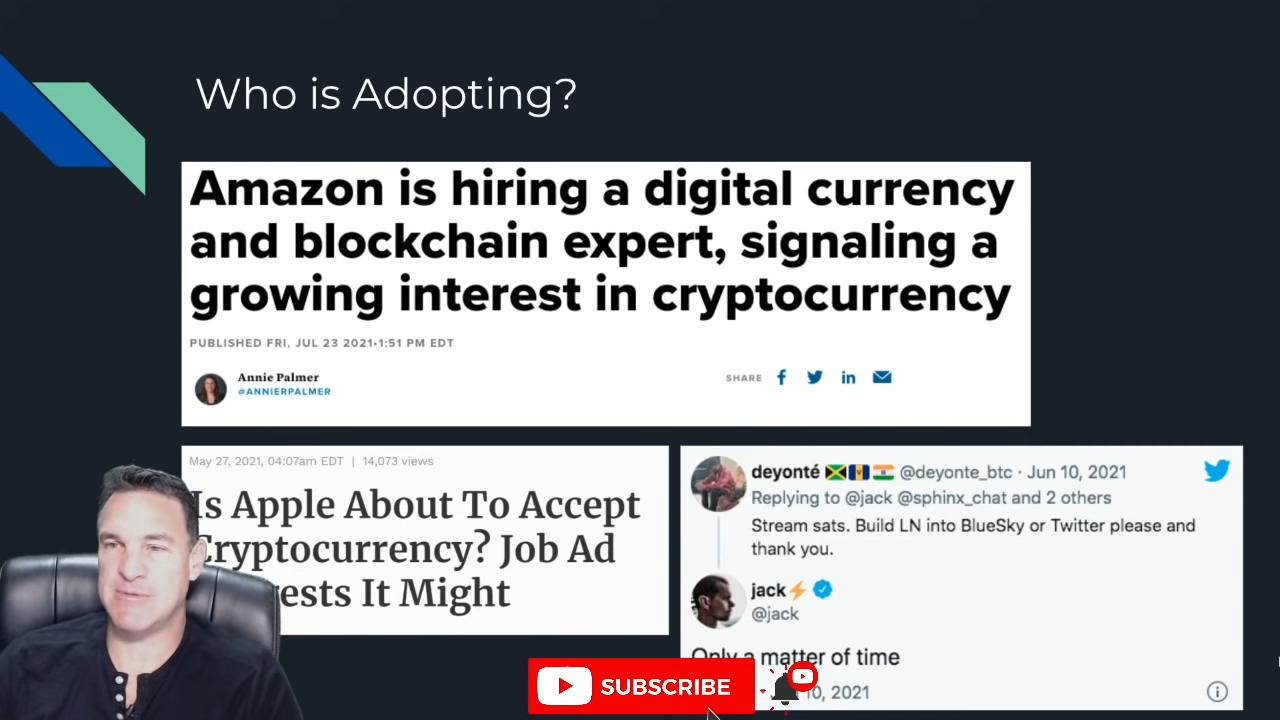 Who is Adopting?
Amazon is hiring a digital currency
and blockchain expert, signaling a
growing interest in cryptocurrency
PUBLISHED FRI, JUL 23 2021•1:51 PM EDT
Annie Palmer
@ANNIERPALMER
SHARE
May 27, 2021, 04:07am EDT | 14,073 views
Is Apple About To Accept
Cryptocurrency? Job Ad
It Might
deyonté 🇯🇲🇧🇧🇮🇳 @deyonte_btc · Jun 10, 2021
Replying to @jack @sphinx_chat and 2 others
Stream sats. Build LN into BlueSky or Twitter please and
thank you.
jack⚡
@jack
Only a matter of time
10, 2021
SUBSCRIBE